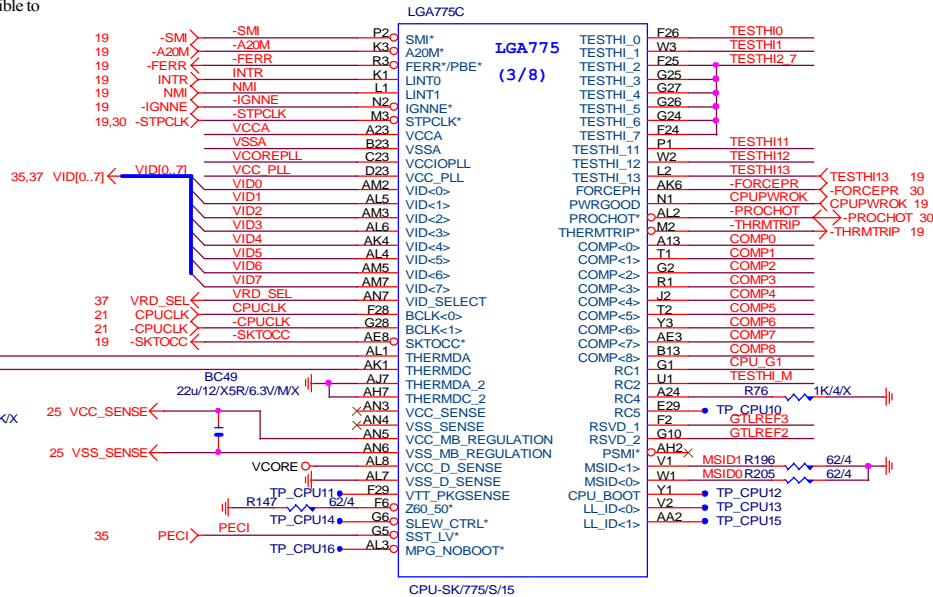 ible to
LGA775C
LGA775
(3/8)
19 -SMI -SMI P2 SMI* TESTHI_0 F26 TESTHI0
19 -A20M -A20M K3 A20M* TESTHI_1 W3 TESTHI1
19 -FERR -FERR R3 FERR*/PBE* TESTHI_2 F25 TESTHI2_7
19 INTR INTR K1 LINT0 TESTHI_3 G25
19 NMI NMI L1 LINT1 TESTHI_4 G27
19 -IGNNE -IGNNE N2 IGNNE* TESTHI_5 G26
19,30 -STPCLK -STPCLK M3 STPCLK* TESTHI_6 G24
VCCA A23 VCCA TESTHI_7 F24
VSSA B23 VSSA TESTHI_11 P1 TESTHI11
VCOREPLL C23 VCCIOPLL TESTHI_12 W2 TESTHI12
VCC_PLL D23 VCC_PLL TESTHI_13 L2 TESTHI13 19
35,37 VID[0..7] VID[0..7] VID0 AM2 VID<0> FORCEPH AK6 -FORCEPR -FORCEPR 30
VID1 AL5 VID<1> PWRGOOD N1 CPUPWROK CPUPWROK 19
VID2 AM3 VID<2> PROCHOT* AL2 -PROCHOT -PROCHOT 30
VID3 AL6 VID<3> THERMTRIP* M2 -THRMTRIP -THRMTRIP 19
VID4 AK4 VID<4> COMP<0> A13 COMP0
VID5 AL4 VID<5> COMP<1> T1 COMP1
VID6 AM5 VID<6> COMP<2> G2 COMP2
VID7 AM7 VID<7> COMP<3> R1 COMP3
37 VRD_SEL VRD_SEL AN7 VID_SELECT COMP<4> J2 COMP4
21 CPUCLK CPUCLK F28 BCLK<0> COMP<5> T2 COMP5
21 -CPUCLK -CPUCLK G28 BCLK<1> COMP<6> Y3 COMP6
19 -SKTOCC -SKTOCC AE8 SKTOCC* COMP<7> AE3 COMP7
AL1 THERMDA COMP<8> B13 COMP8
AK1 THERMDC RC1 G1 CPU_G1
BC49 AJ7 THERMDA_2 RC2 U1 TESTHI_M
22u/12/X5R/6.3V/M/X AH7 THERMDC_2 RC4 A24 R76 1K/4/X
K/X 25 VCC_SENSE AN3 VCC_SENSE RC5 E29 TP_CPU10
AN4 VSS_SENSE RSVD_1 F2 GTLREF3
AN5 VCC_MB_REGULATION RSVD_2 G10 GTLREF2
25 VSS_SENSE AN6 VSS_MB_REGULATION PSMI* AH2
VCORE AL8 VCC_D_SENSE MSID<1> V1 MSID1 R196 62/4
AL7 VSS_D_SENSE MSID<0> W1 MSID0 R205 62/4
TP_CPU11 F29 VTT_PKGSENSE CPU_BOOT Y1 TP_CPU12
R147 62/4 F6 Z60_50* LL_ID<0> V2 TP_CPU13
TP_CPU14 G6 SLEW_CTRL* LL_ID<1> AA2 TP_CPU15
35 PECI PECI G5 SST_LV*
TP_CPU16 AL3 MPG_NOBOOT*
CPU-SK/775/S/15